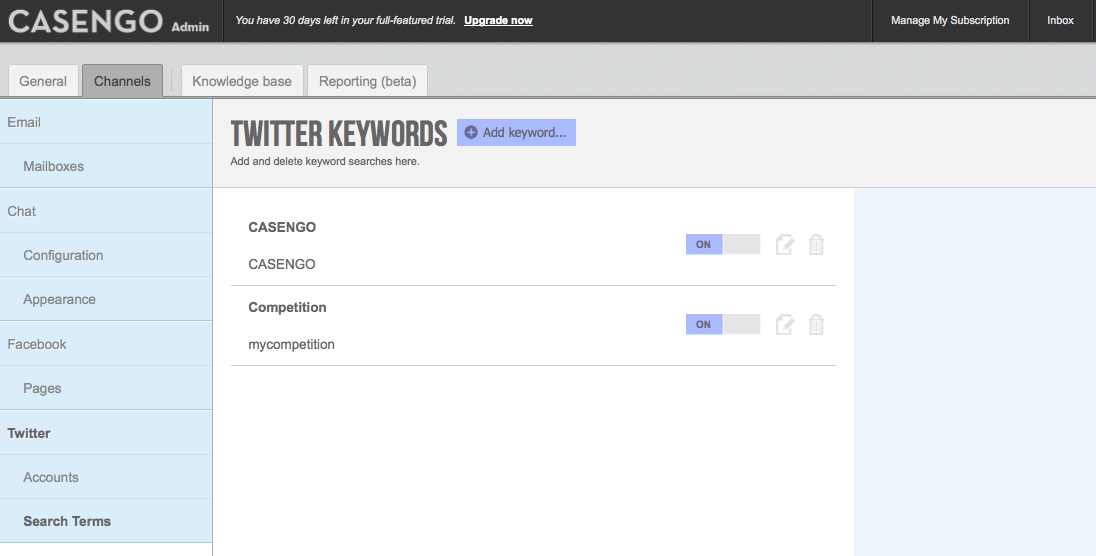 CASENGO Admin
You have 30 days left in your full-featured trial. Upgrade now
Manage My Subscription
Inbox
General
Channels
Knowledge base
Reporting (beta)
Email
Mailboxes
Chat
Configuration
Appearance
Facebook
Pages
Twitter
Accounts
Search Terms
TWITTER KEYWORDS
Add keyword...
Add and delete keyword searches here.
CASENGO
ON
CASENGO
Competition
ON
mycompetition